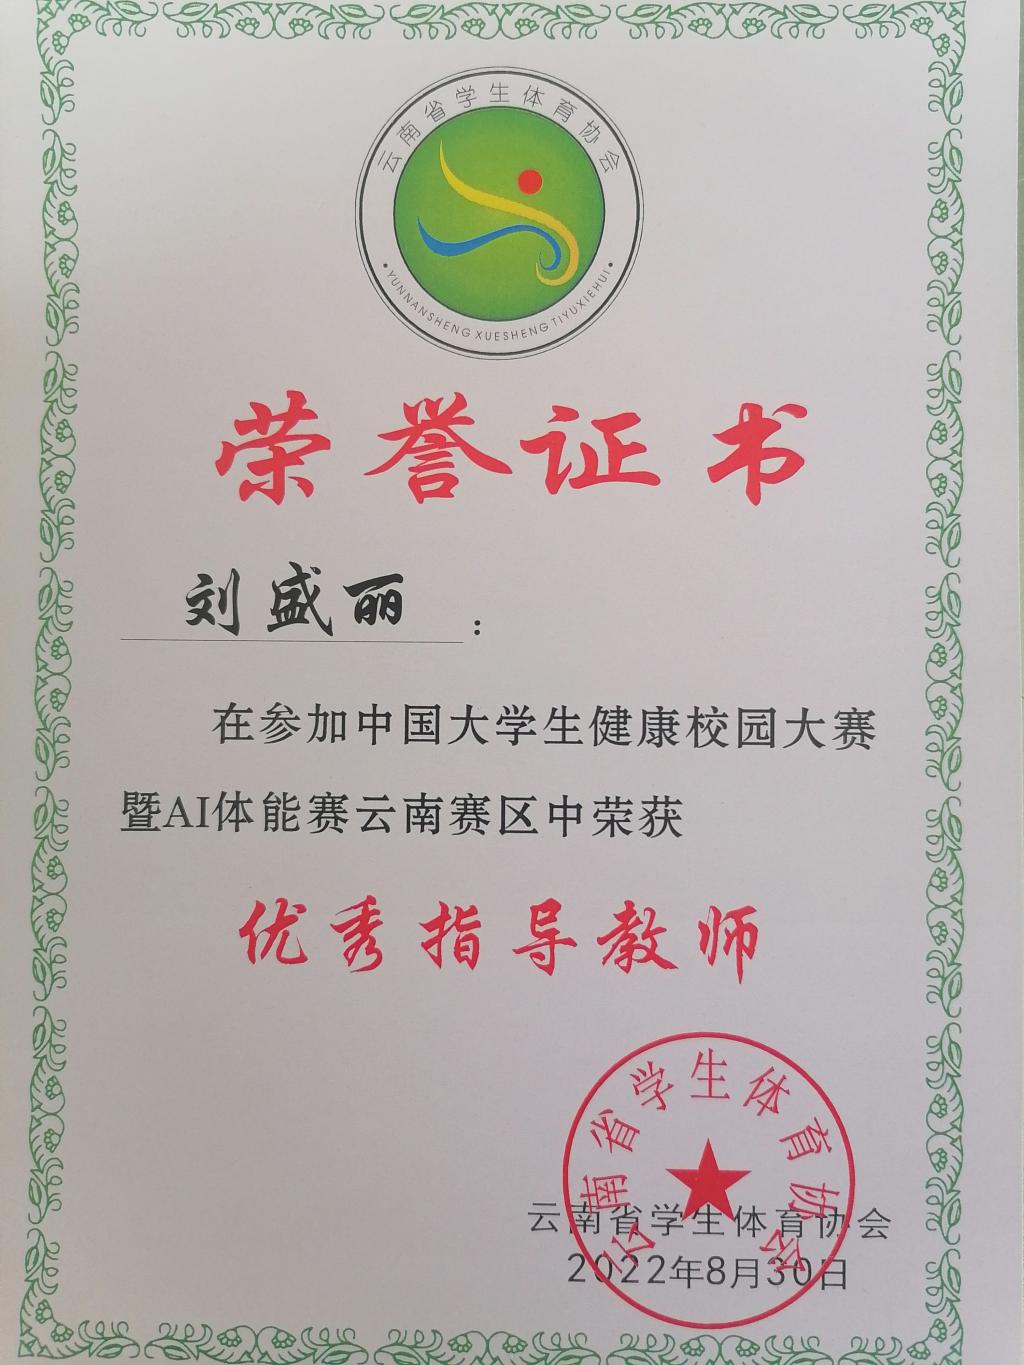 云南省学生体育协会
·YUNNANSHENG XUESHENG TIYUXIEHUI·
荣誉证书
刘盛丽：
在参加中国大学生健康校园大赛
暨AI体能赛云南赛区中荣获
优秀指导教师
云南省学生体育协会
云南省学生体育协会
2022年8月30日